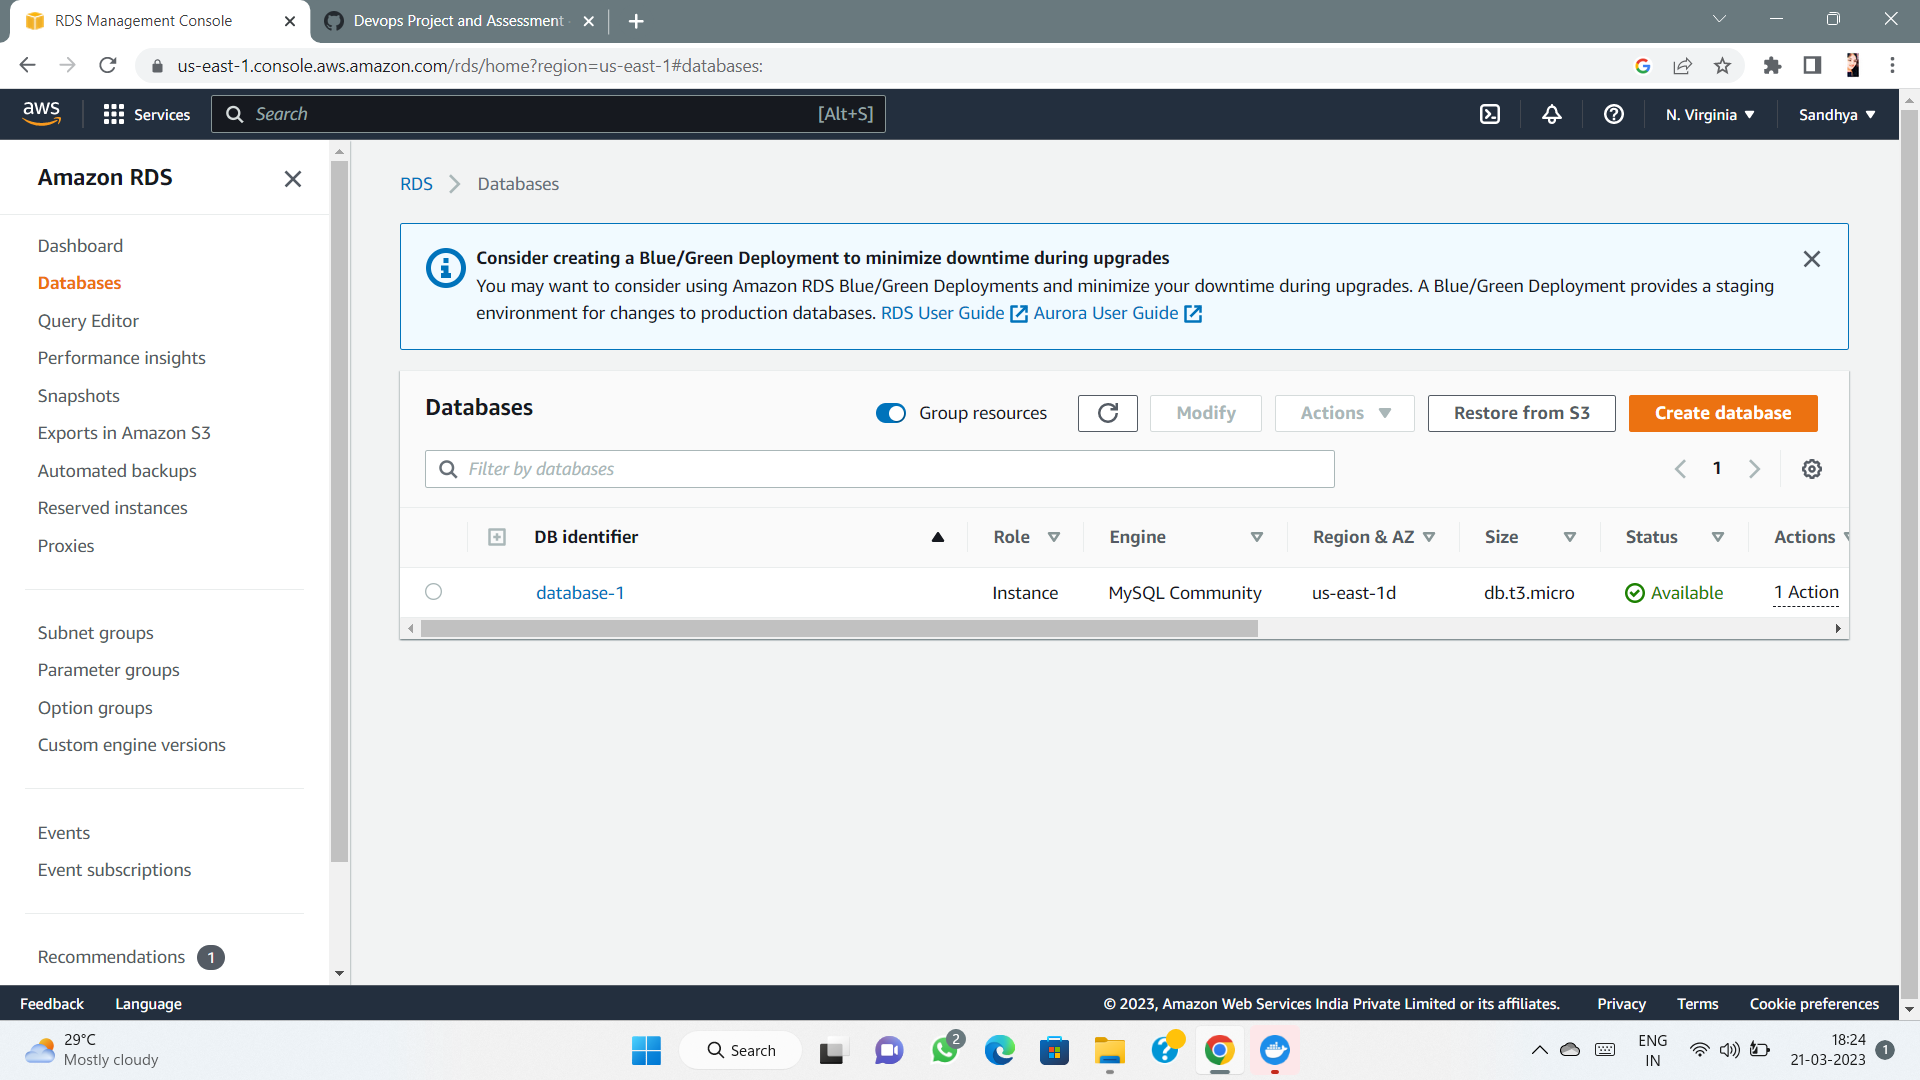 RDS Management Console
Devops Project and Assessment
us-east-1.console.aws.amazon.com/rds/home?region=us-east-1#databases:
aws
Services
Search
[Alt+S]
N. Virginia
Sandhya
Amazon RDS
Dashboard
Databases
Query Editor
Performance insights
Snapshots
Exports in Amazon S3
Automated backups
Reserved instances
Proxies
Subnet groups
Parameter groups
Option groups
Custom engine versions
Events
Event subscriptions
Recommendations 1
RDS > Databases
Consider creating a Blue/Green Deployment to minimize downtime during upgrades
You may want to consider using Amazon RDS Blue/Green Deployments and minimize your downtime during upgrades. A Blue/Green Deployment provides a staging
environment for changes to production databases. RDS User Guide Aurora User Guide
Databases
Group resources
Modify
Actions
Restore from S3
Create database
Filter by databases
1
DB identifier Role Engine Region & AZ Size Status Actions
database-1 Instance MySQL Community us-east-1d db.t3.micro Available 1 Action
Feedback Language
© 2023, Amazon Web Services India Private Limited or its affiliates. Privacy Terms Cookie preferences
29°C
Mostly cloudy
Search
2
ENG
IN
18:24
21-03-2023
1